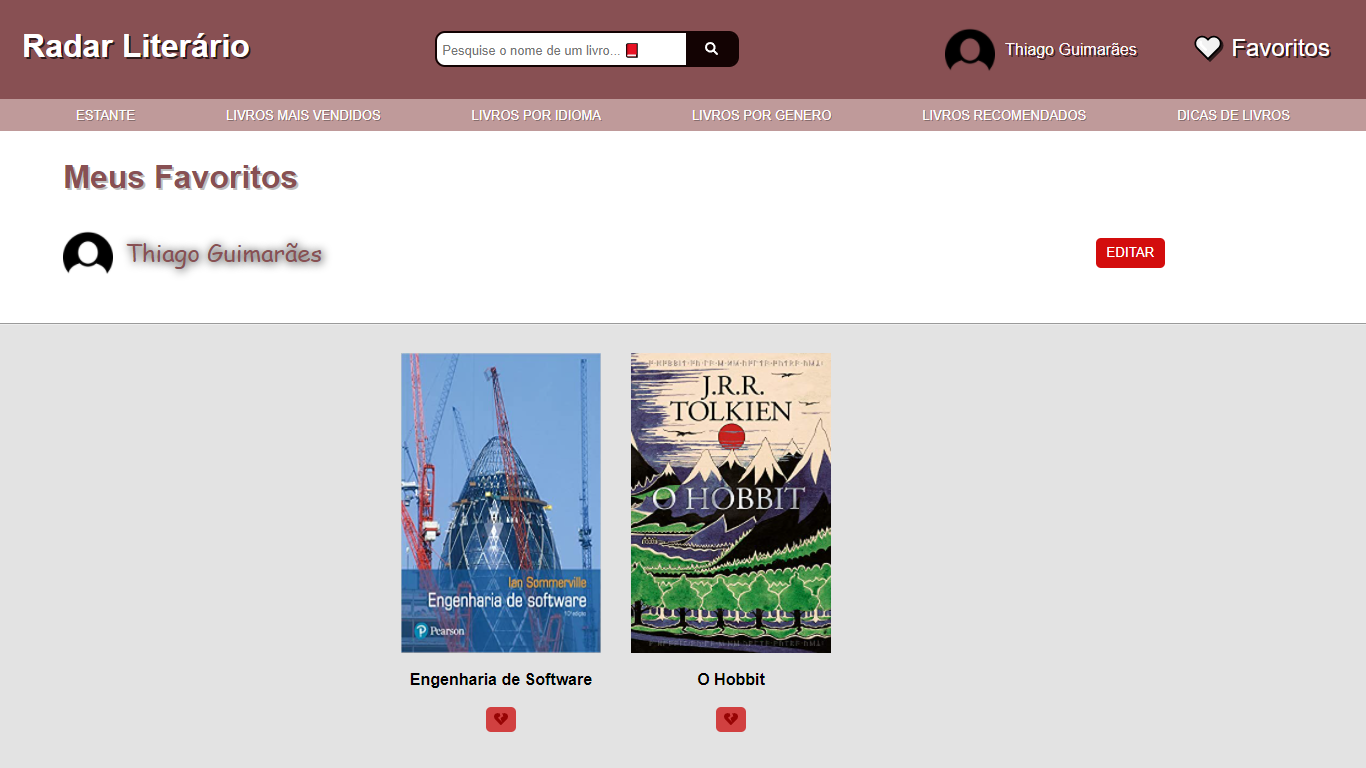 Radar Literário
Pesquise o nome de um livro...
Thiago Guimarães
Favoritos
ESTANTE
LIVROS MAIS VENDIDOS
LIVROS POR IDIOMA
LIVROS POR GENERO
LIVROS RECOMENDADOS
DICAS DE LIVROS
Meus Favoritos
Thiago Guimarães
EDITAR
Ian Sommerville
Engenharia de software
10ª edição
Pearson
J.R.R.
TOLKIEN
O HOBBIT
Engenharia de Software
O Hobbit